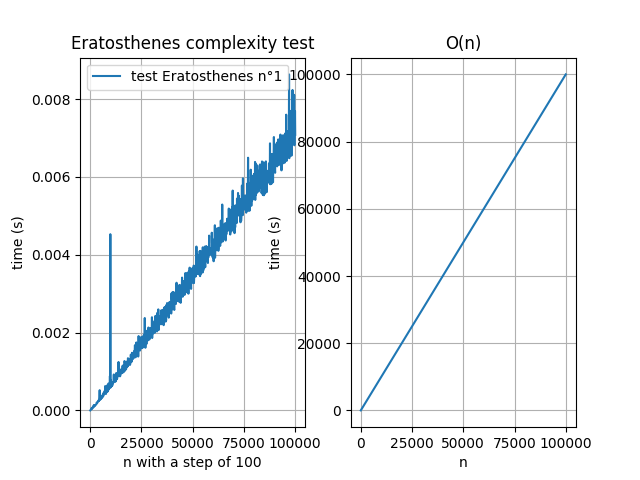 Eratosthenes complexity test
test Eratosthenes n°1
0.008
0.006
0.004
0.002
0.000
time (s)
0 25000 50000 75000 100000
n with a step of 100
O(n)
100000
80000
60000
40000
20000
0
time (s)
0 25000 50000 75000 100000
n